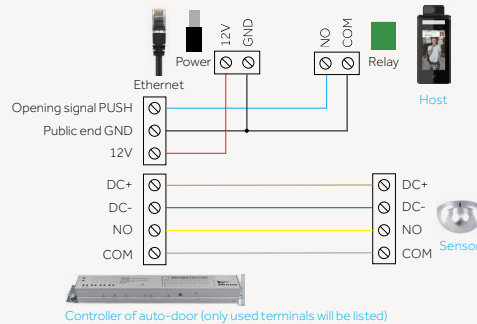 12V
GND
NO
COM
Power
Relay
Ethernet
Host
Opening signal PUSH
Public end GND
12V
DC+
DC-
NO
COM
DC+
DC-
NO
COM
Sensor
Controller of auto-door (only used terminals will be listed)